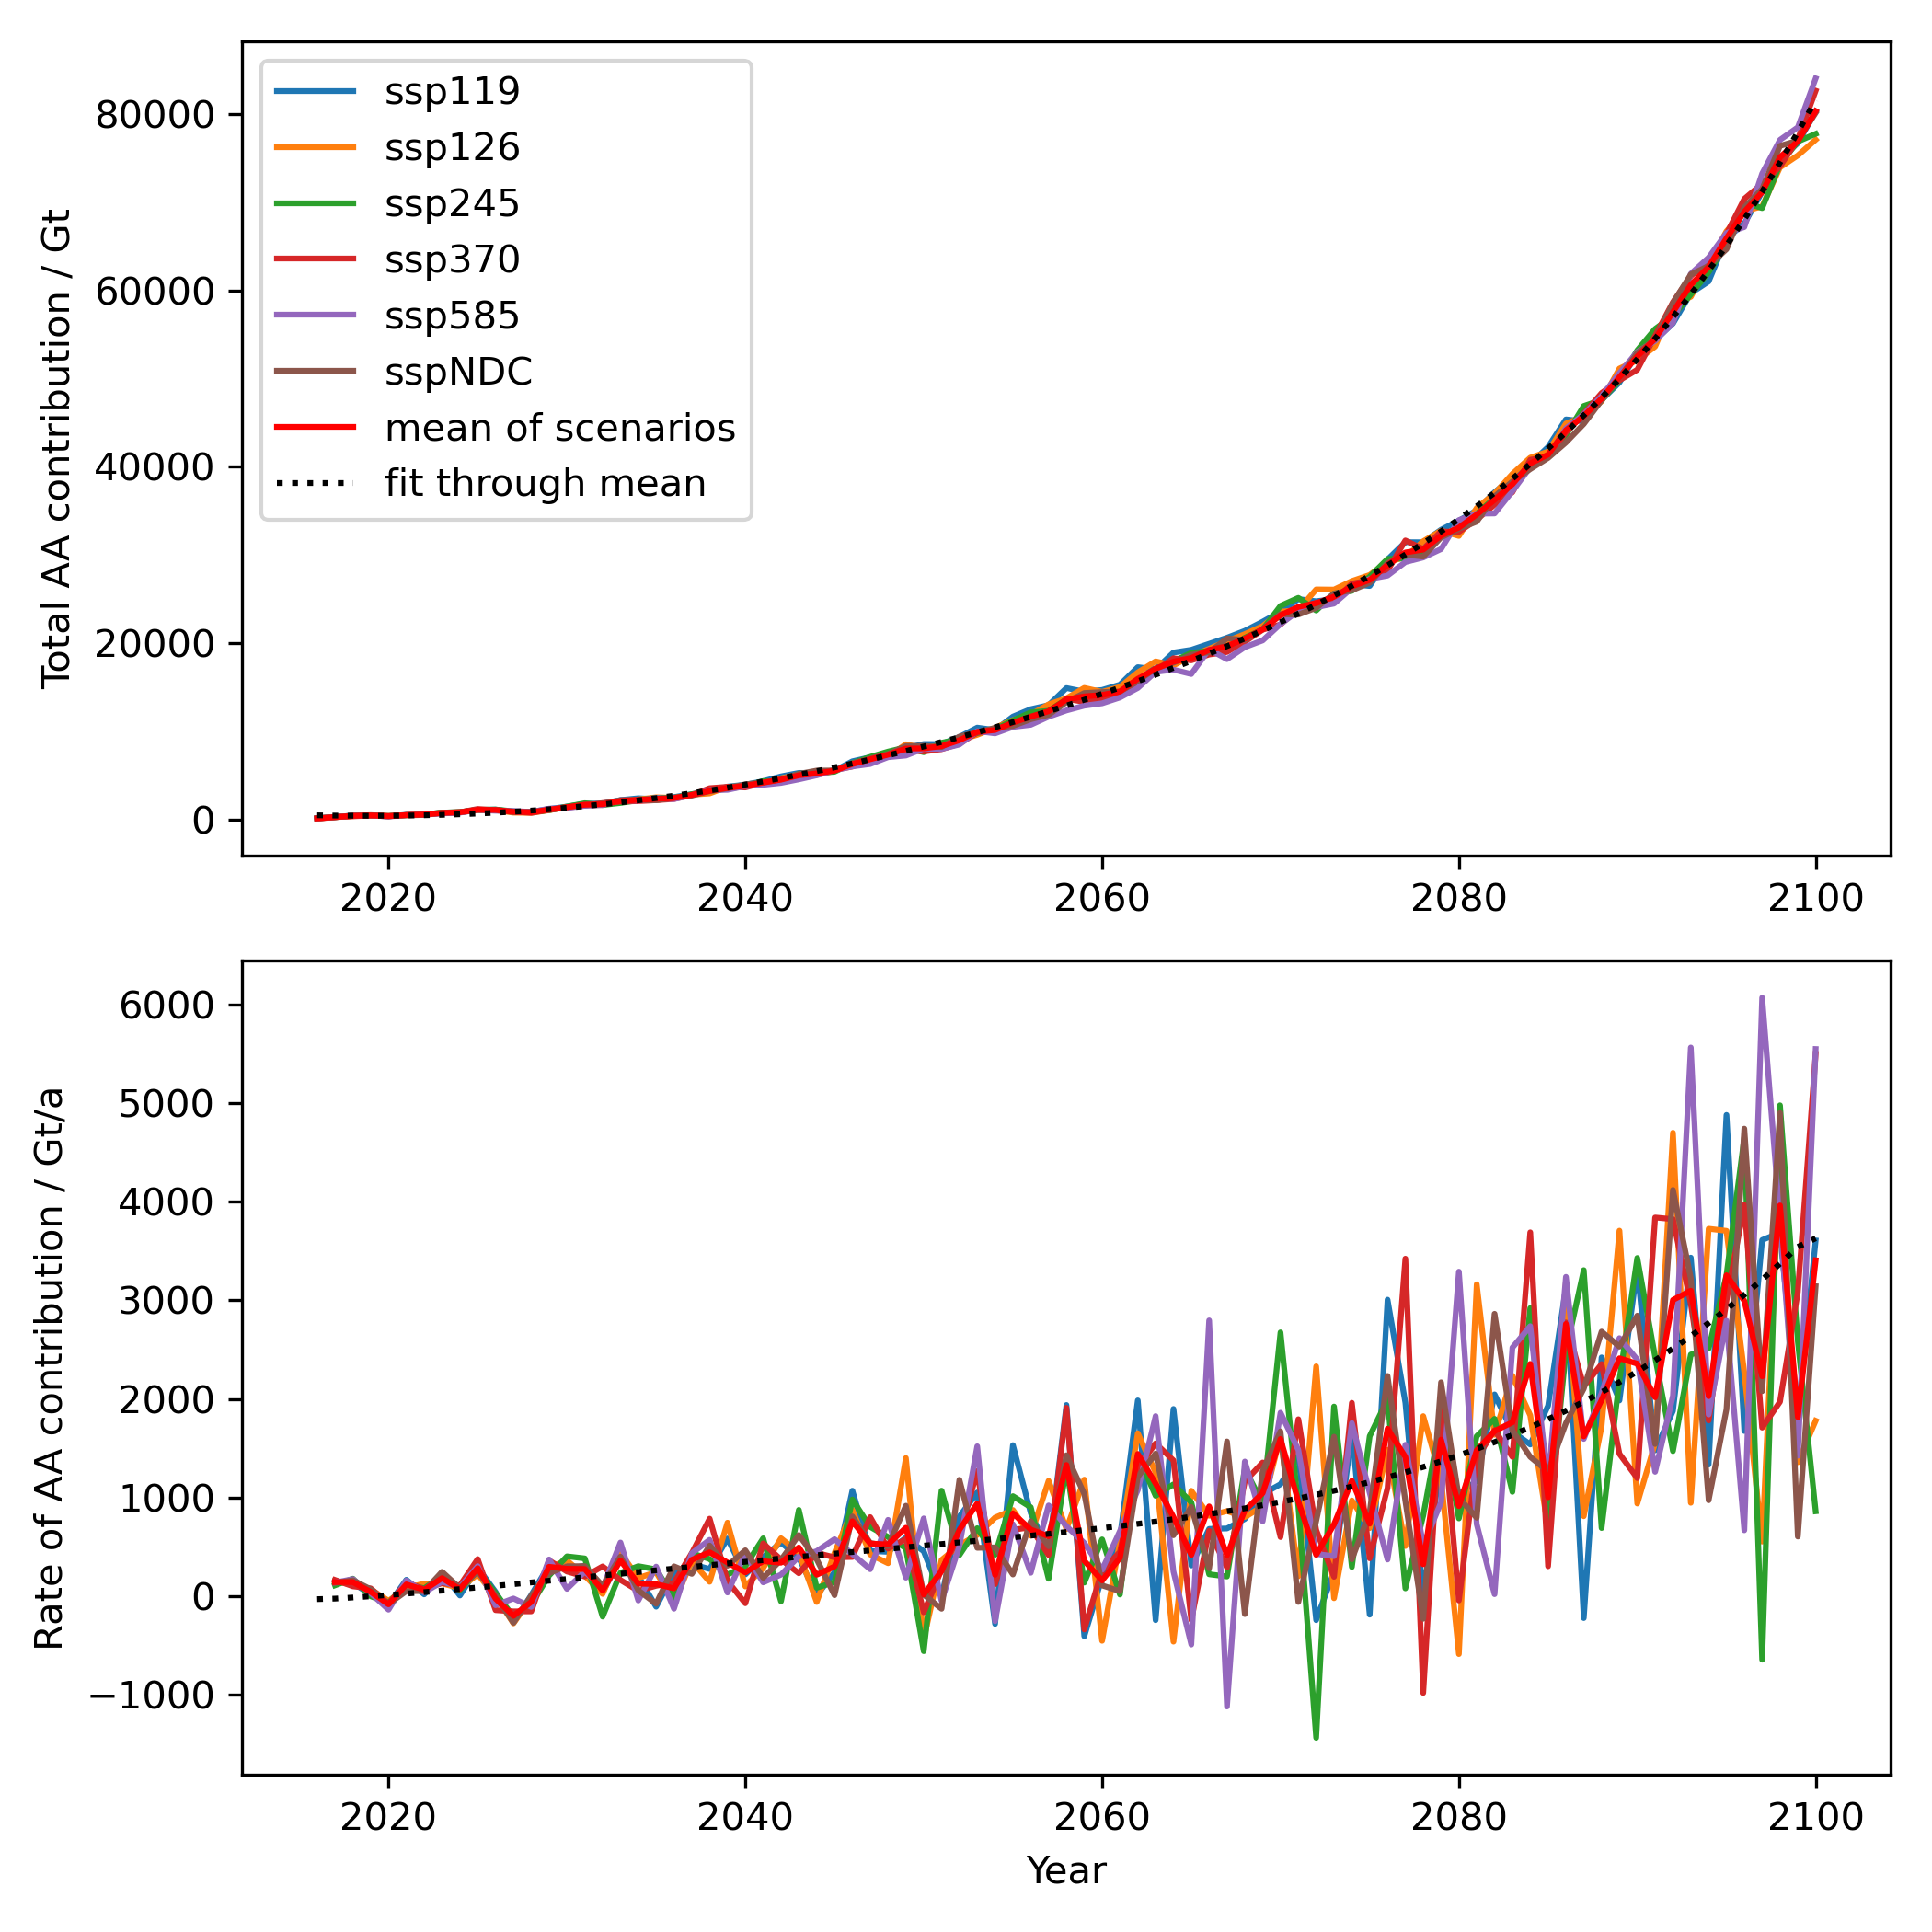 Total AA contribution / Gt
80000
60000
40000
20000
0
ssp119
ssp126
ssp245
ssp370
ssp585
sspNDC
mean of scenarios
fit through mean
2020 2040 2060 2080 2100
Rate of AA contribution / Gt/a
6000
5000
4000
3000
2000
1000
0
−1000
2020 2040 2060 2080 2100
Year